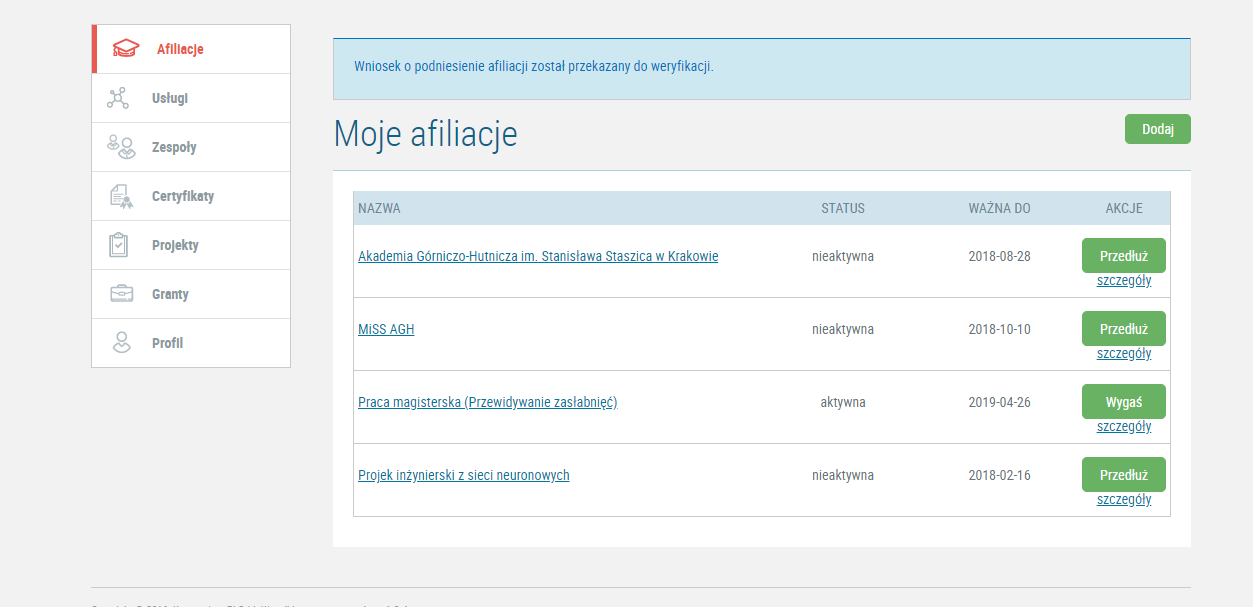 Afiliacje
Usługi
Zespoły
Certyfikaty
Projekty
Granty
Profil
Wniosek o podniesienie afiliacji został przekazany do weryfikacji.
Moje afiliacje
Dodaj
NAZWA STATUS WAŻNA DO AKCJE
Akademia Górniczo-Hutnicza im. Stanisława Staszica w Krakowie nieaktywna 2018-08-28 Przedłuż
szczegóły
MiSS AGH nieaktywna 2018-10-10 Przedłuż
szczegóły
Praca magisterska (Przewidywanie zasłabnięć) aktywna 2019-04-26 Wygaś
szczegóły
Projek inżynierski z sieci neuronowych nieaktywna 2018-02-16 Przedłuż
szczegóły